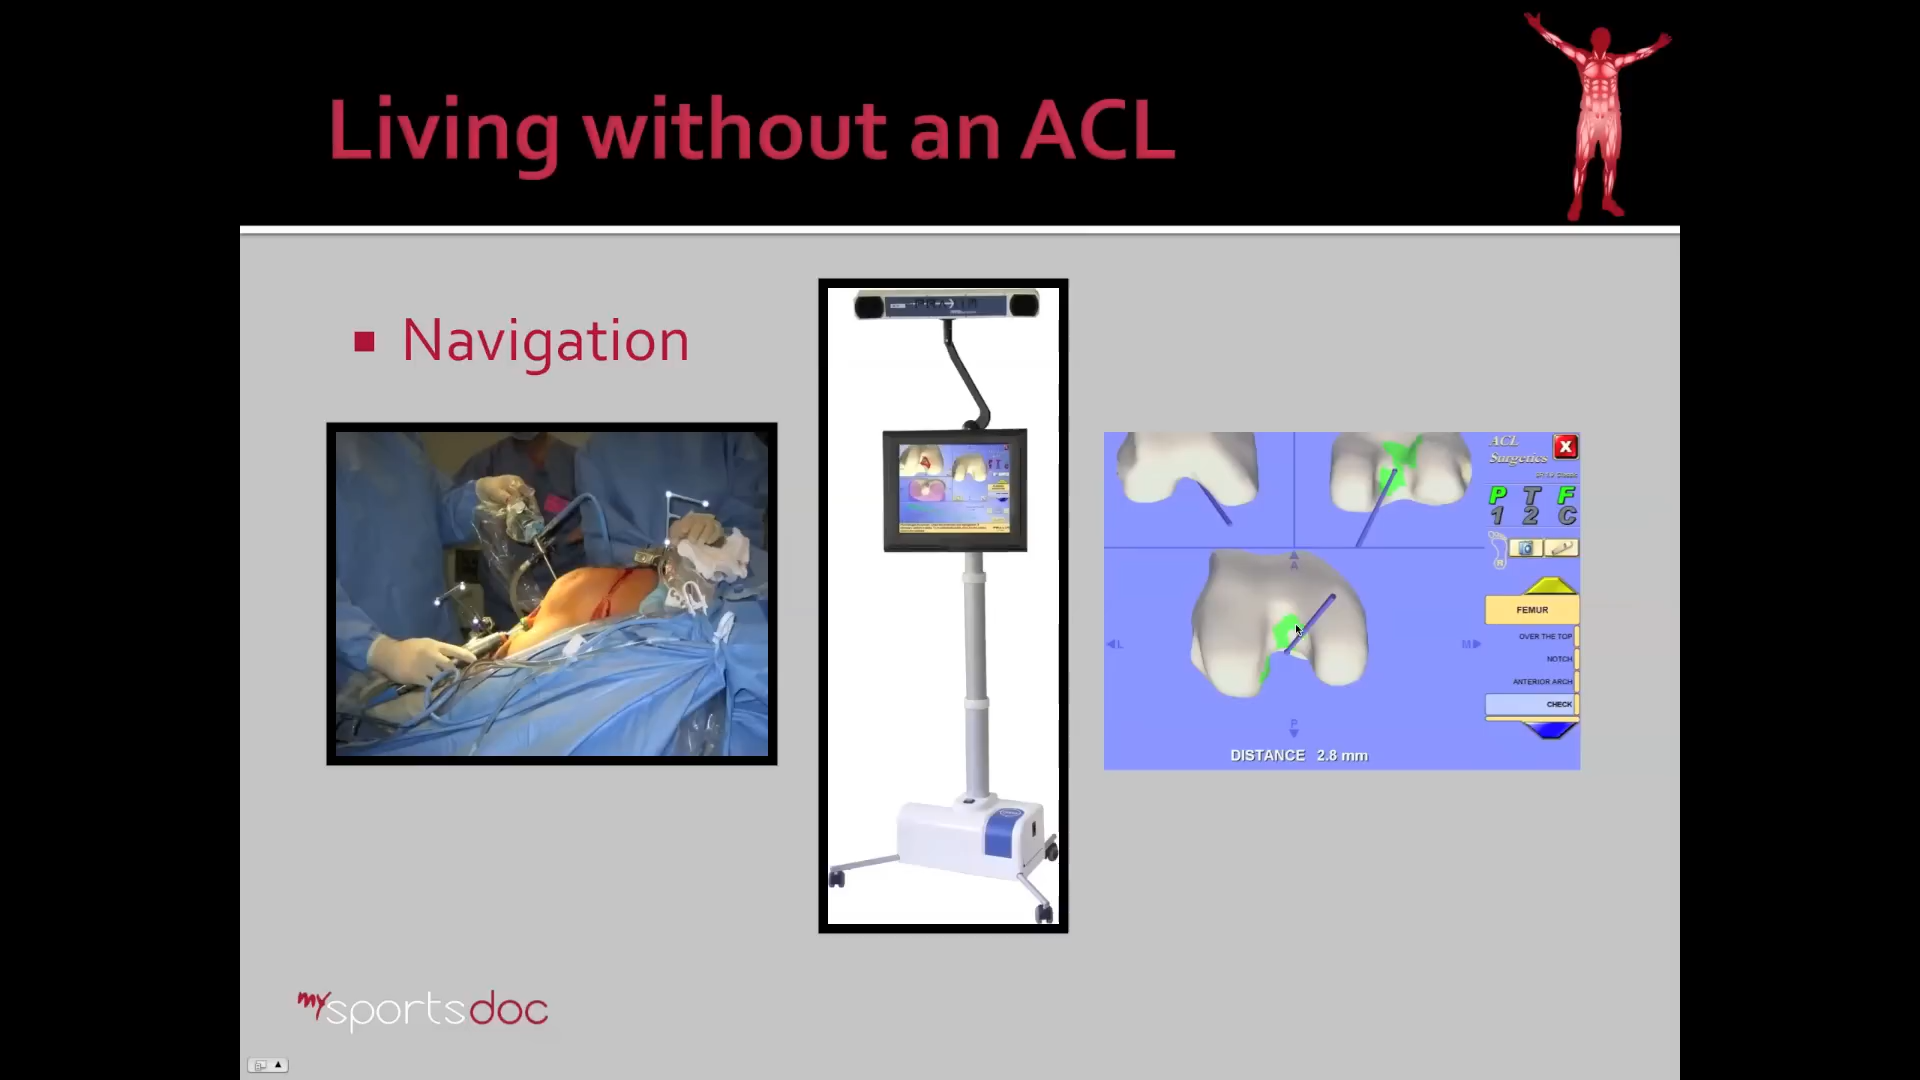 Living without an ACL
Navigation
ACL
Surgetics
P T F
1 2 C
R
A
L
M
P
FEMUR
OVER THE TOP
NOTCH
ANTERIOR ARCH
CHECK
DISTANCE 2.8 mm
mysportsdoc